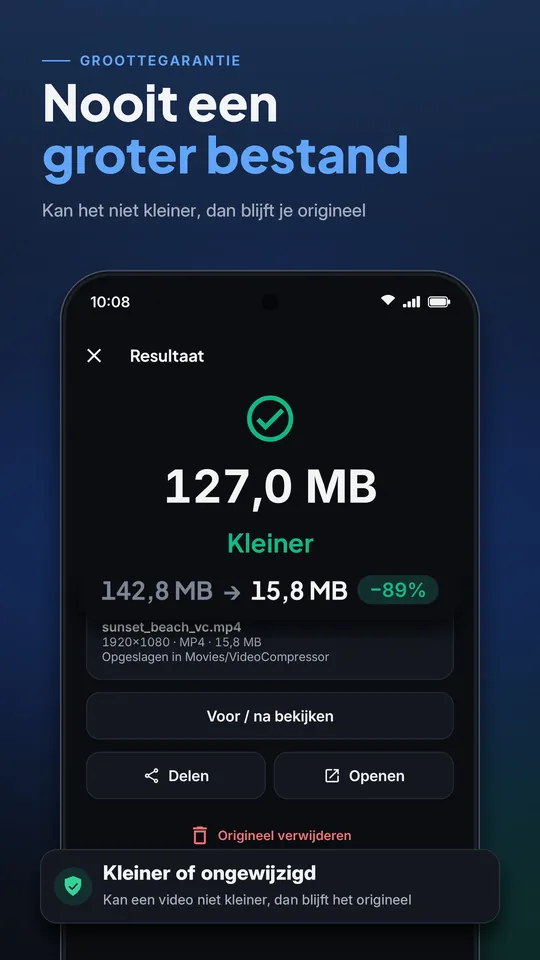 GROOTTEGARANTIE
Nooit een
groter bestand
Kan het niet kleiner, dan blijft je origineel
10:08
Resultaat
127,0 MB
Kleiner
142,8 MB → 15,8 MB −89%
sunset_beach_vc.mp4
1920×1080 · MP4 · 15,8 MB
Opgeslagen in Movies/VideoCompressor
Voor / na bekijken
Delen
Openen
Origineel verwijderen
Kleiner of ongewijzigd
Kan een video niet kleiner, dan blijft het origineel